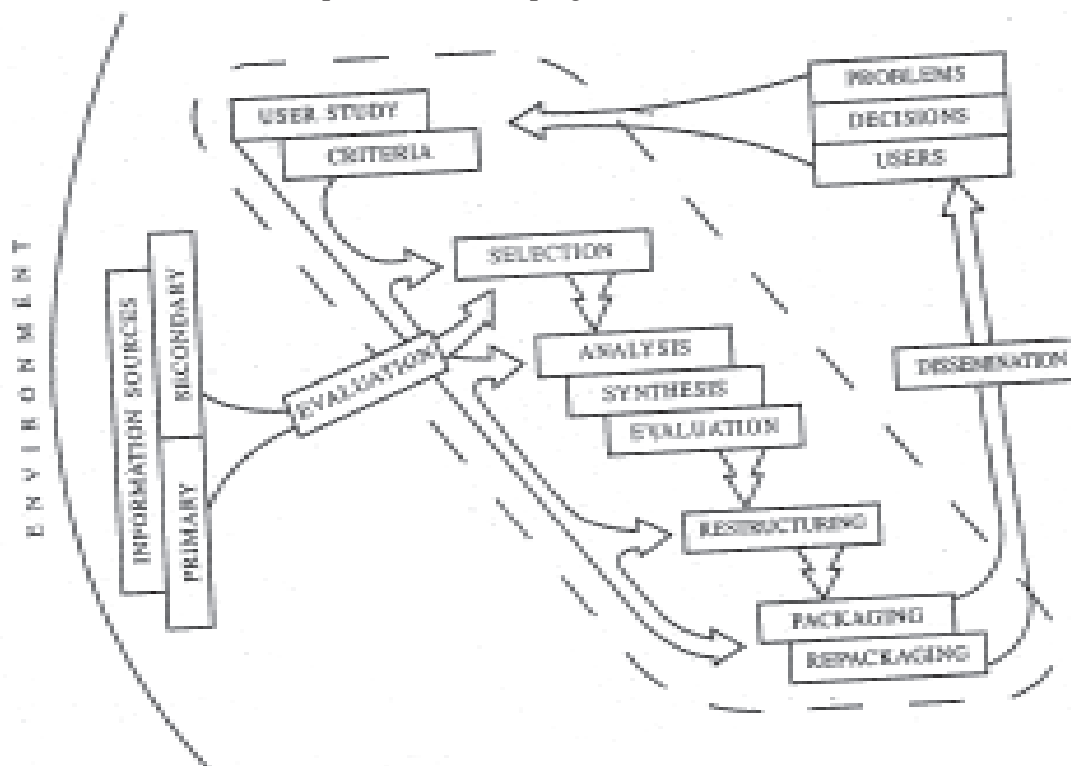 USER STUDY
CRITERIA
PROBLEMS
DECISIONS
USERS
ENVIRONMENT
INFORMATION SOURCES
SECONDARY
PRIMARY
EVALUATION
SELECTION
ANALYSIS
SYNTHESIS
EVALUATION
DISSEMINATION
RESTRUCTURING
PACKAGING
REPACKAGING